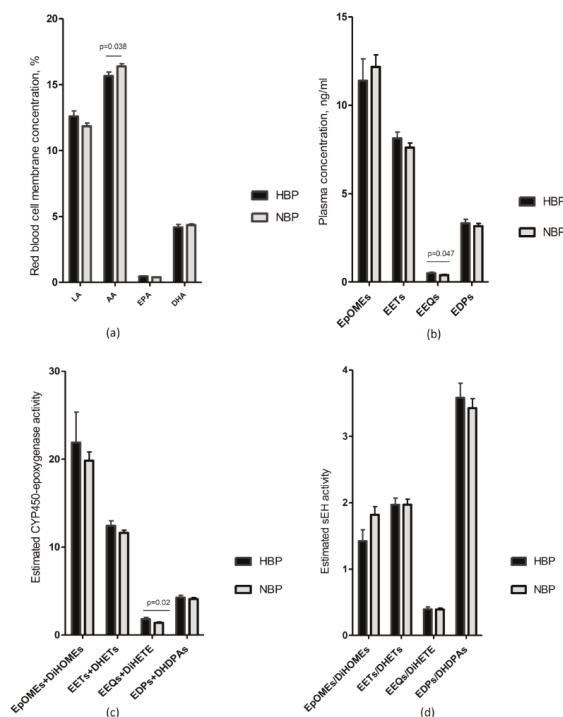 20
15
10
5
0
Red blood cell membrane concentration, %
p=0.038
LA
AA
EPA
DHA
HBP
NBP
(a)
15
10
5
0
Plasma concentration, ng/ml
p=0.047
EpOMEs
EETs
EEQs
EDPs
HBP
NBP
(b)
30
20
10
0
Estimated CYP450-epoxygenase activity
p=0.02
EpOMEs+DiHOMEs
EETs+DHETs
EEQs+DiHETE
EDPs+DHDPAs
HBP
NBP
(c)
4
3
2
1
0
Estimated sEH activity
EpOMEs/DiHOMEs
EETs/DHETs
EEQs/DiHETE
EDPs/DHDPAs
HBP
NBP
(d)